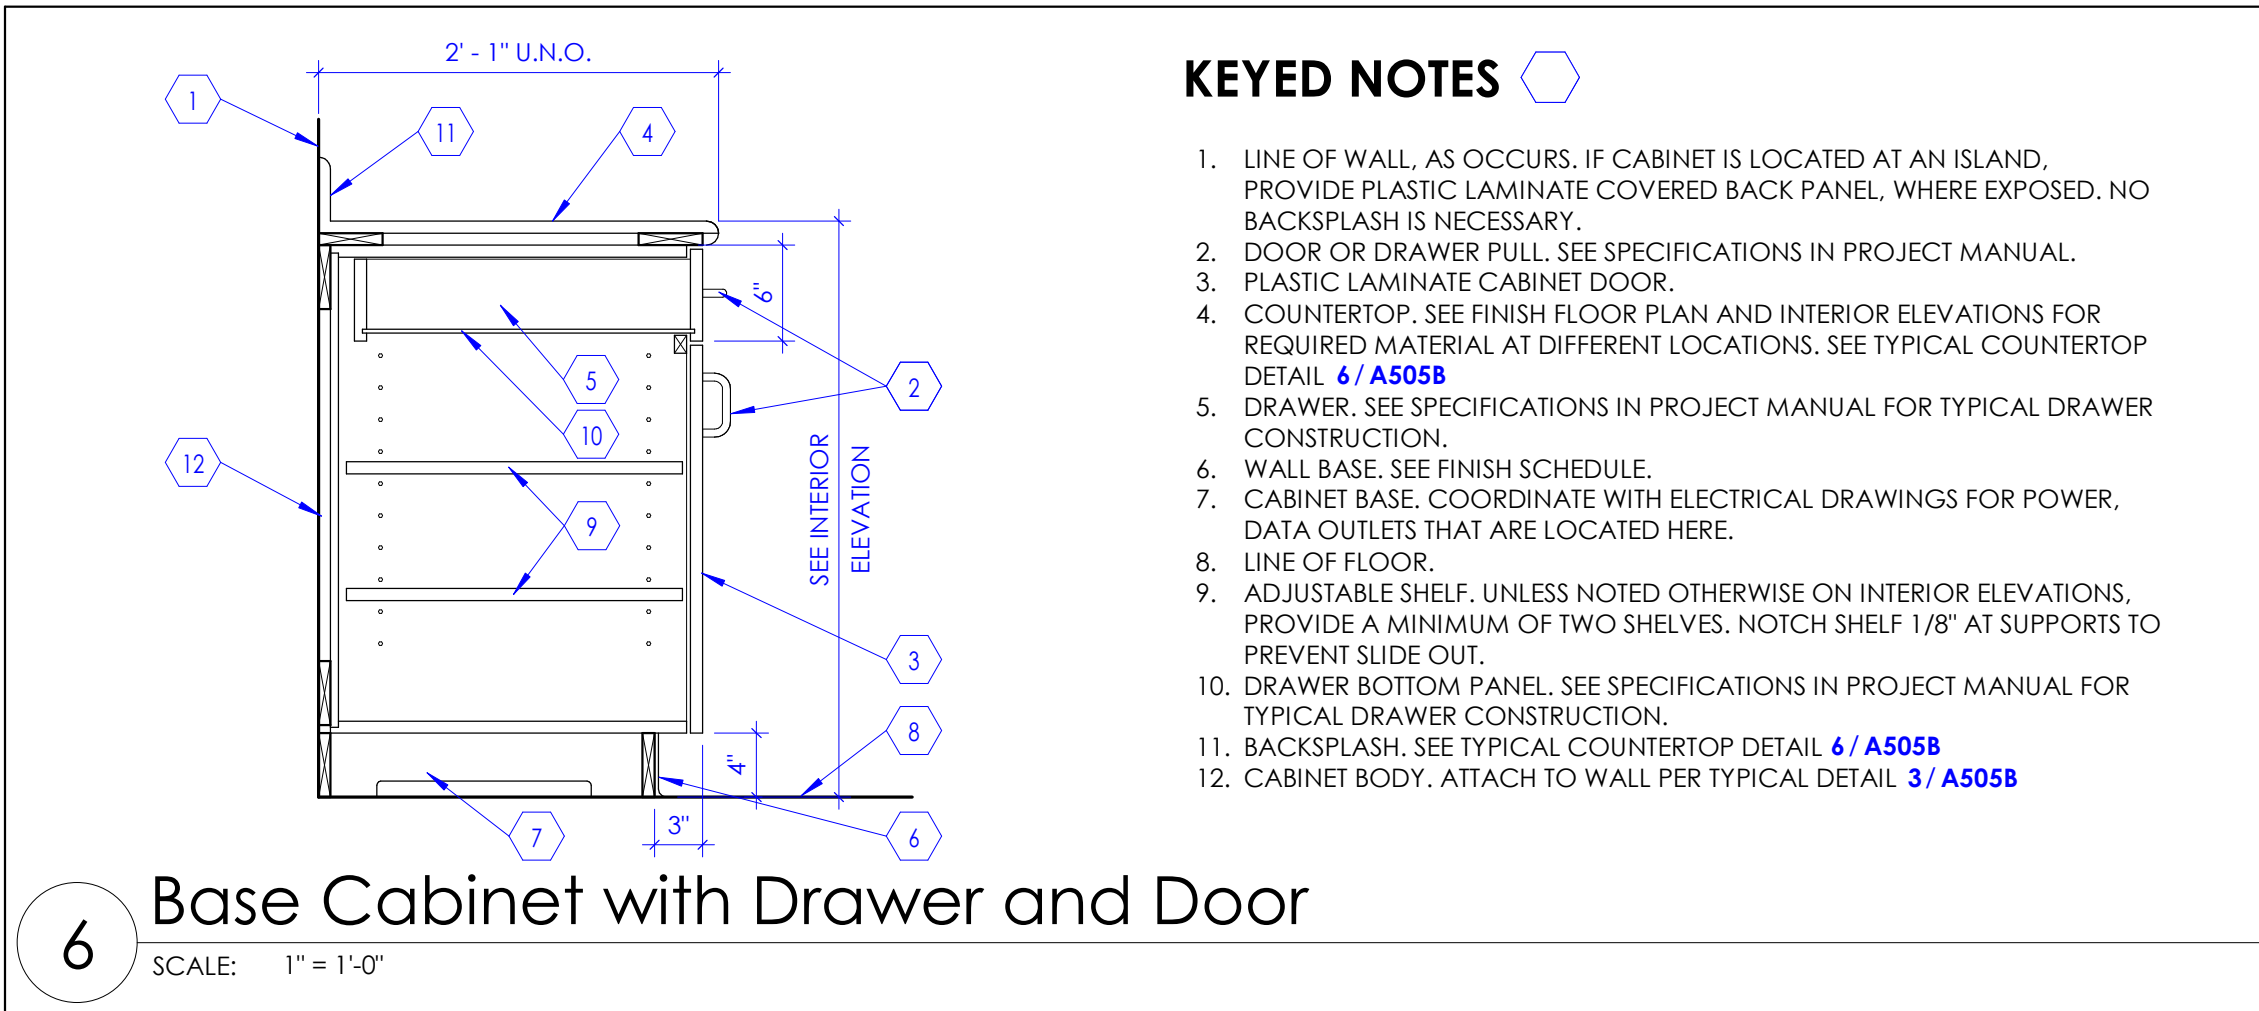 2' - 1" U.N.O.
1
11
4
6"
5
2
10
12
SEE INTERIOR
ELEVATION
9
3
8
4"
3"
7
6
KEYED NOTES
1. LINE OF WALL, AS OCCURS. IF CABINET IS LOCATED AT AN ISLAND,
PROVIDE PLASTIC LAMINATE COVERED BACK PANEL, WHERE EXPOSED. NO
BACKSPLASH IS NECESSARY.
2. DOOR OR DRAWER PULL. SEE SPECIFICATIONS IN PROJECT MANUAL.
3. PLASTIC LAMINATE CABINET DOOR.
4. COUNTERTOP. SEE FINISH FLOOR PLAN AND INTERIOR ELEVATIONS FOR
REQUIRED MATERIAL AT DIFFERENT LOCATIONS. SEE TYPICAL COUNTERTOP
DETAIL 6 / A505B
5. DRAWER. SEE SPECIFICATIONS IN PROJECT MANUAL FOR TYPICAL DRAWER
CONSTRUCTION.
6. WALL BASE. SEE FINISH SCHEDULE.
7. CABINET BASE. COORDINATE WITH ELECTRICAL DRAWINGS FOR POWER,
DATA OUTLETS THAT ARE LOCATED HERE.
8. LINE OF FLOOR.
9. ADJUSTABLE SHELF. UNLESS NOTED OTHERWISE ON INTERIOR ELEVATIONS,
PROVIDE A MINIMUM OF TWO SHELVES. NOTCH SHELF 1/8" AT SUPPORTS TO
PREVENT SLIDE OUT.
10. DRAWER BOTTOM PANEL. SEE SPECIFICATIONS IN PROJECT MANUAL FOR
TYPICAL DRAWER CONSTRUCTION.
11. BACKSPLASH. SEE TYPICAL COUNTERTOP DETAIL 6 / A505B
12. CABINET BODY. ATTACH TO WALL PER TYPICAL DETAIL 3 / A505B
6
Base Cabinet with Drawer and Door
SCALE: 1" = 1'-0"